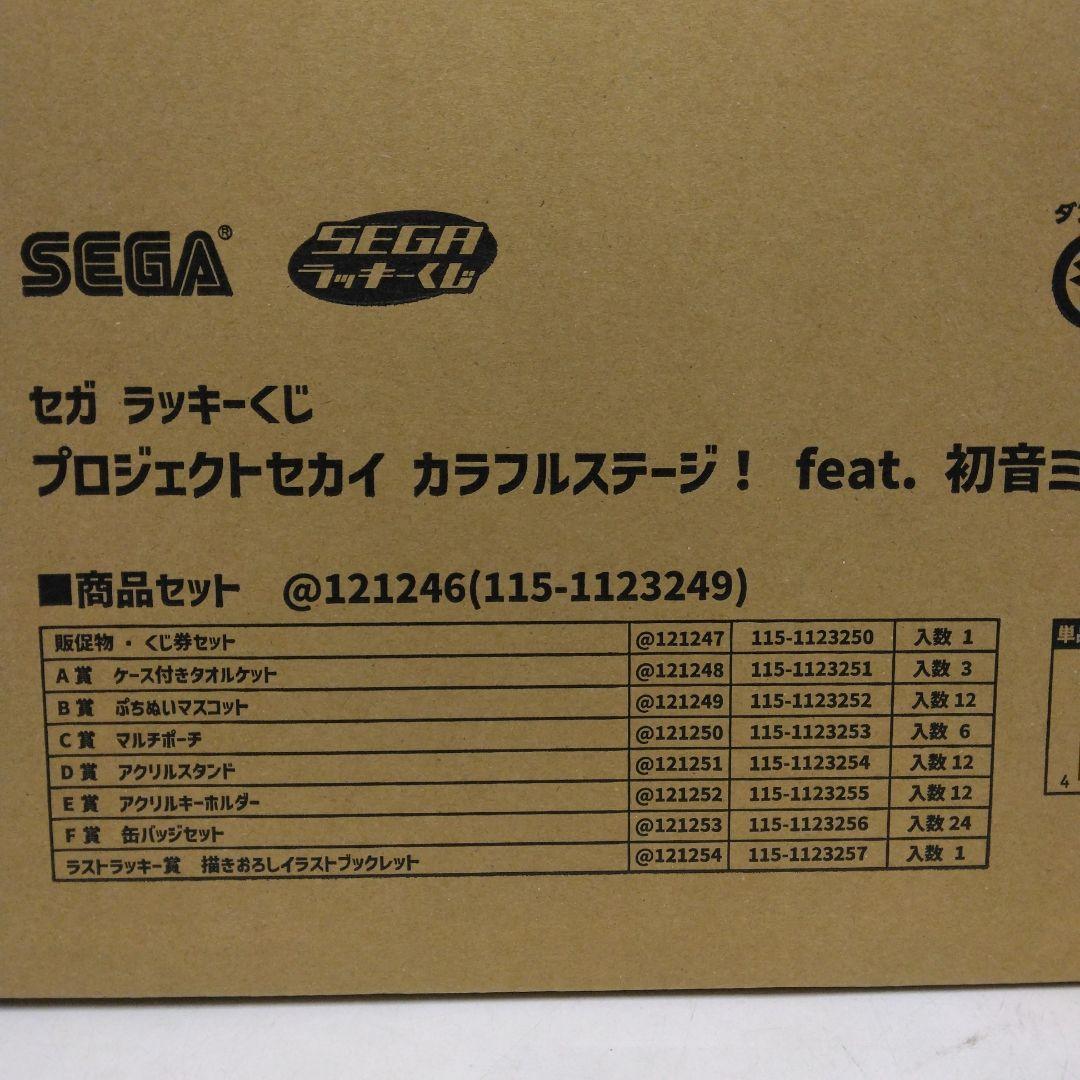 SEGA®
SEGA
ラッキーくじ
ダ
セガ ラッキーくじ
プロジェクトセカイ カラフルステージ! feat. 初音ミ
■商品セット @121246(115-1123249)
販促物・くじ券セット @121247 115-1123250 入数 1
A賞 ケース付きタオルケット @121248 115-1123251 入数 3
B賞 ぷちぬいマスコット @121249 115-1123252 入数 12
C賞 マルチポーチ @121250 115-1123253 入数 6
D賞 アクリルスタンド @121251 115-1123254 入数 12
E賞 アクリルキーホルダー @121252 115-1123255 入数 12
F賞 缶バッジセット @121253 115-1123256 入数 24
ラストラッキー賞 描きおろしイラストブックレット @121254 115-1123257 入数 1
単
4